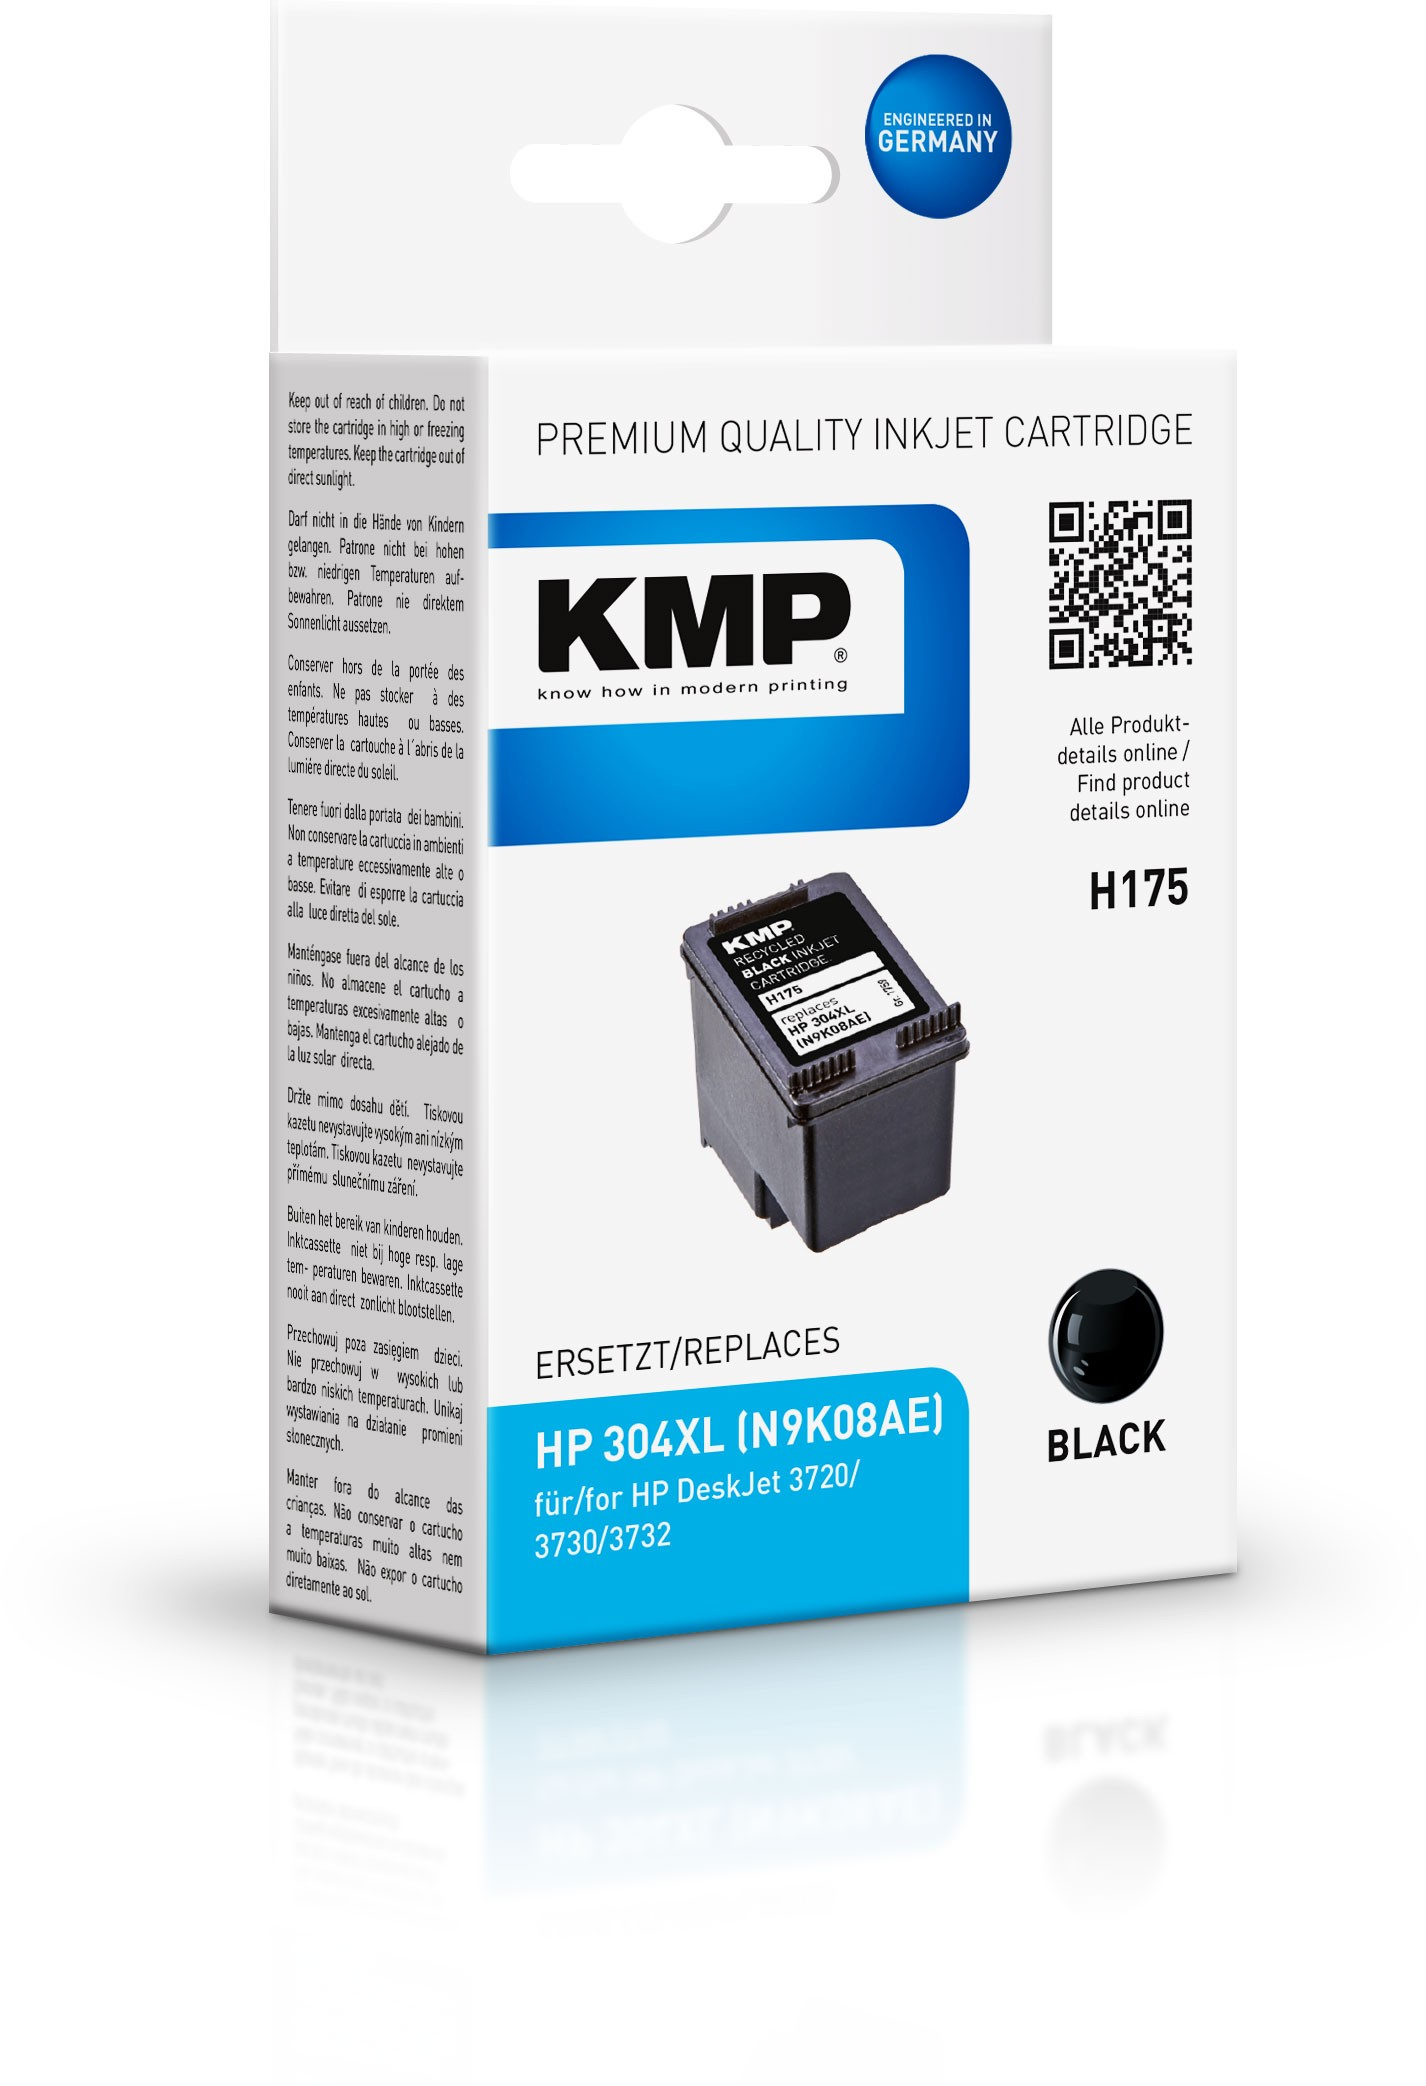 ENGINEERED IN
GERMANY
Keep out of reach of children. Do not
store the cartridge in high or freezing
temperatures. Keep the cartridge out of
direct sunlight.
Darf nicht in die Hände von Kindern
gelangen. Patrone nicht bei hohen
bzw. niedrigen Temperaturen auf-
bewahren. Patrone nie direktem
Sonnenlicht aussetzen.
Conserver hors de la portée des
enfants. Ne pas stocker à des
températures hautes ou basses.
Conserver la cartouche à l´abris de la
lumiére directe du soleil.
Tenere fuori dalla portata dei bambini.
Non conservare la cartuccia in ambienti
a temperature eccessivamente alte o
basse. Evitare di esporre la cartuccia
alla luce diretta del sole.
Manténgase fuera del alcance de los
niños. No almacene el cartucho a
temperaturas excesivamente altas o
bajas. Mantenga el cartucho alejado de
la luz solar directa.
Držte mimo dosahu dětí. Tiskovou
kazetu nevystavujte vysokým ani nízkým
teplotám. Tiskovou kazetu nevystavujte
přímému slunečnímu záření.
Buiten het bereik van kinderen houden.
Inktcassette niet bij hoge resp. lage
tem- peraturen bewaren. Inktcassette
nooit aan direct zonlicht blootstellen.
Przechowuj poza zasięgiem dzieci.
Nie przechowuj w wysokich lub
bardzo niskich temperaturach. Unikaj
wystawiania na działanie promieni
słonecznych.
Manter fora do alcance das
crianças. Não conservar o cartucho
a temperaturas muito altas nem
muito baixas. Não expor o cartucho
diretamente ao sol.
PREMIUM QUALITY INKJET CARTRIDGE
KMP®
know how in modern printing
Alle Produkt-
details online /
Find product
details online
H175
KMP
RECYCLED
BLACK INKJET
CARTRIDGE.
H175
replaces
HP 304XL
(N9K08AE)
Gr. 1759
ERSETZT/REPLACES
HP 304XL (N9K08AE)
für/for HP DeskJet 3720/
3730/3732
BLACK